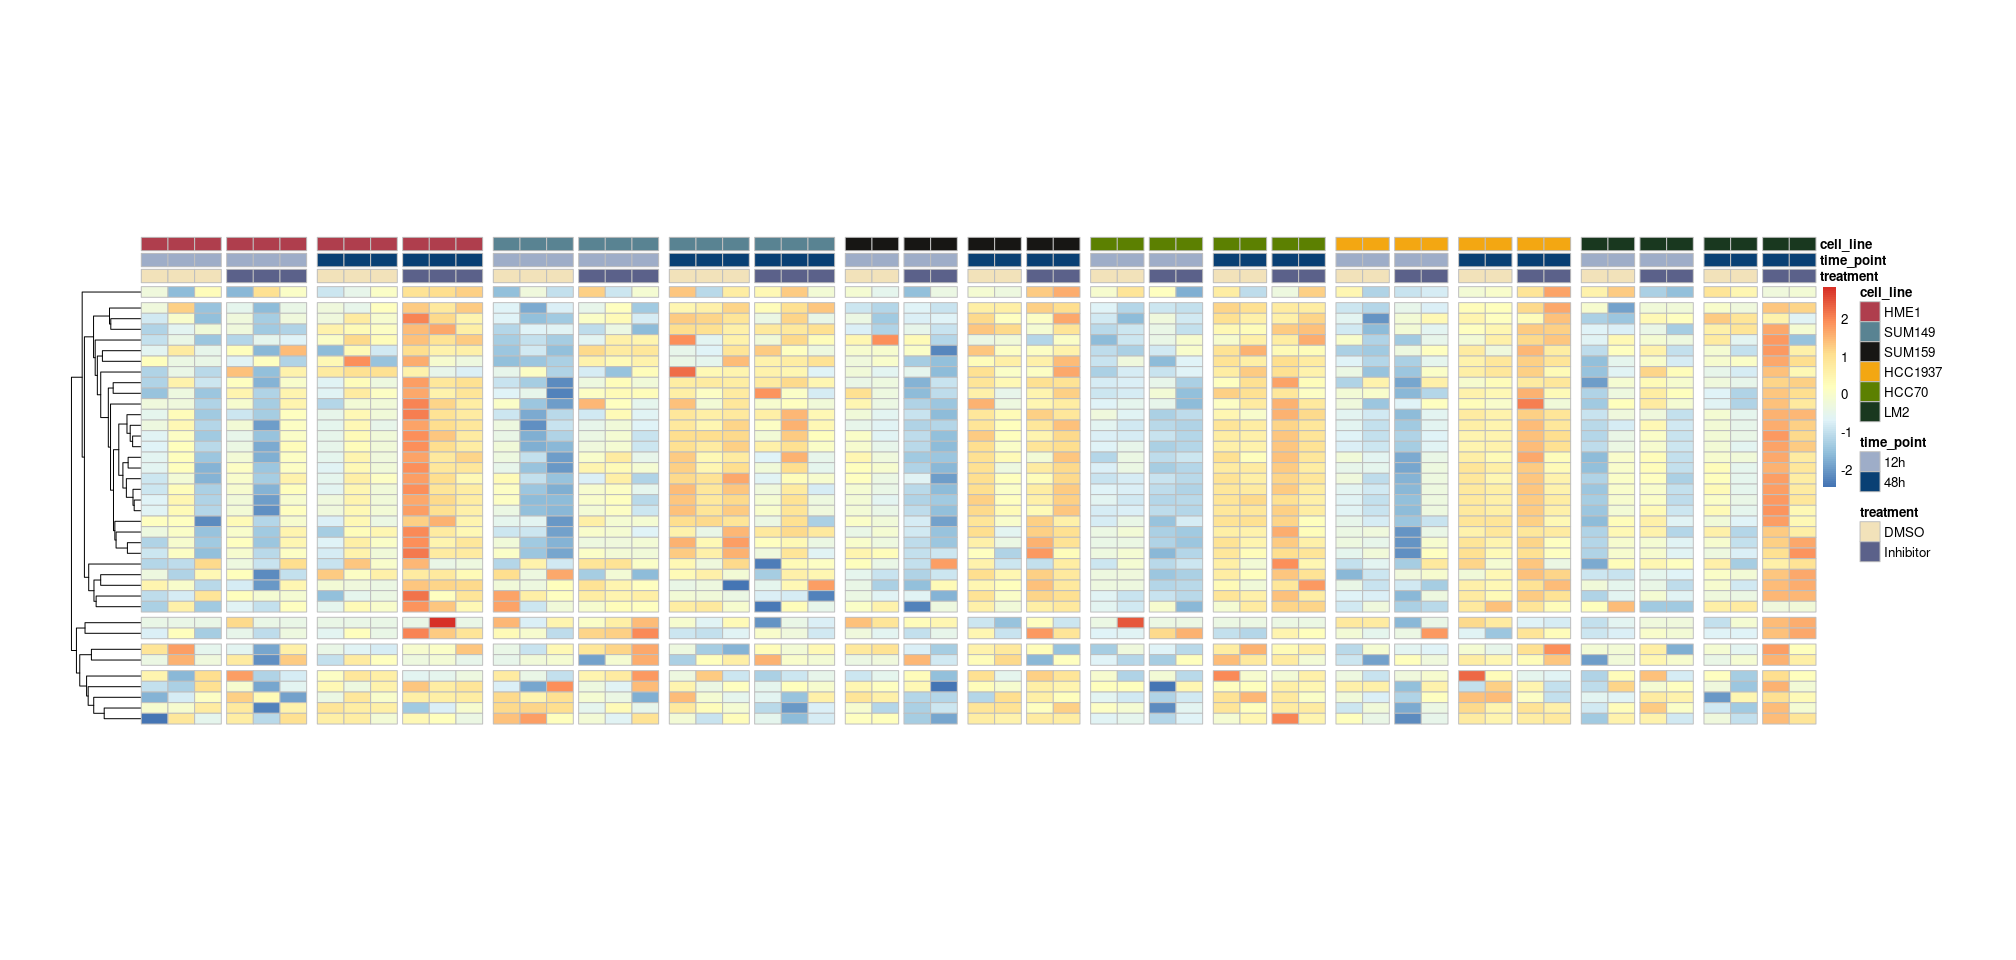 cell_line
time_point
treatment
2
1
0
-1
-2
cell_line
HME1
SUM149
SUM159
HCC1937
HCC70
LM2
time_point
12h
48h
treatment
DMSO
Inhibitor